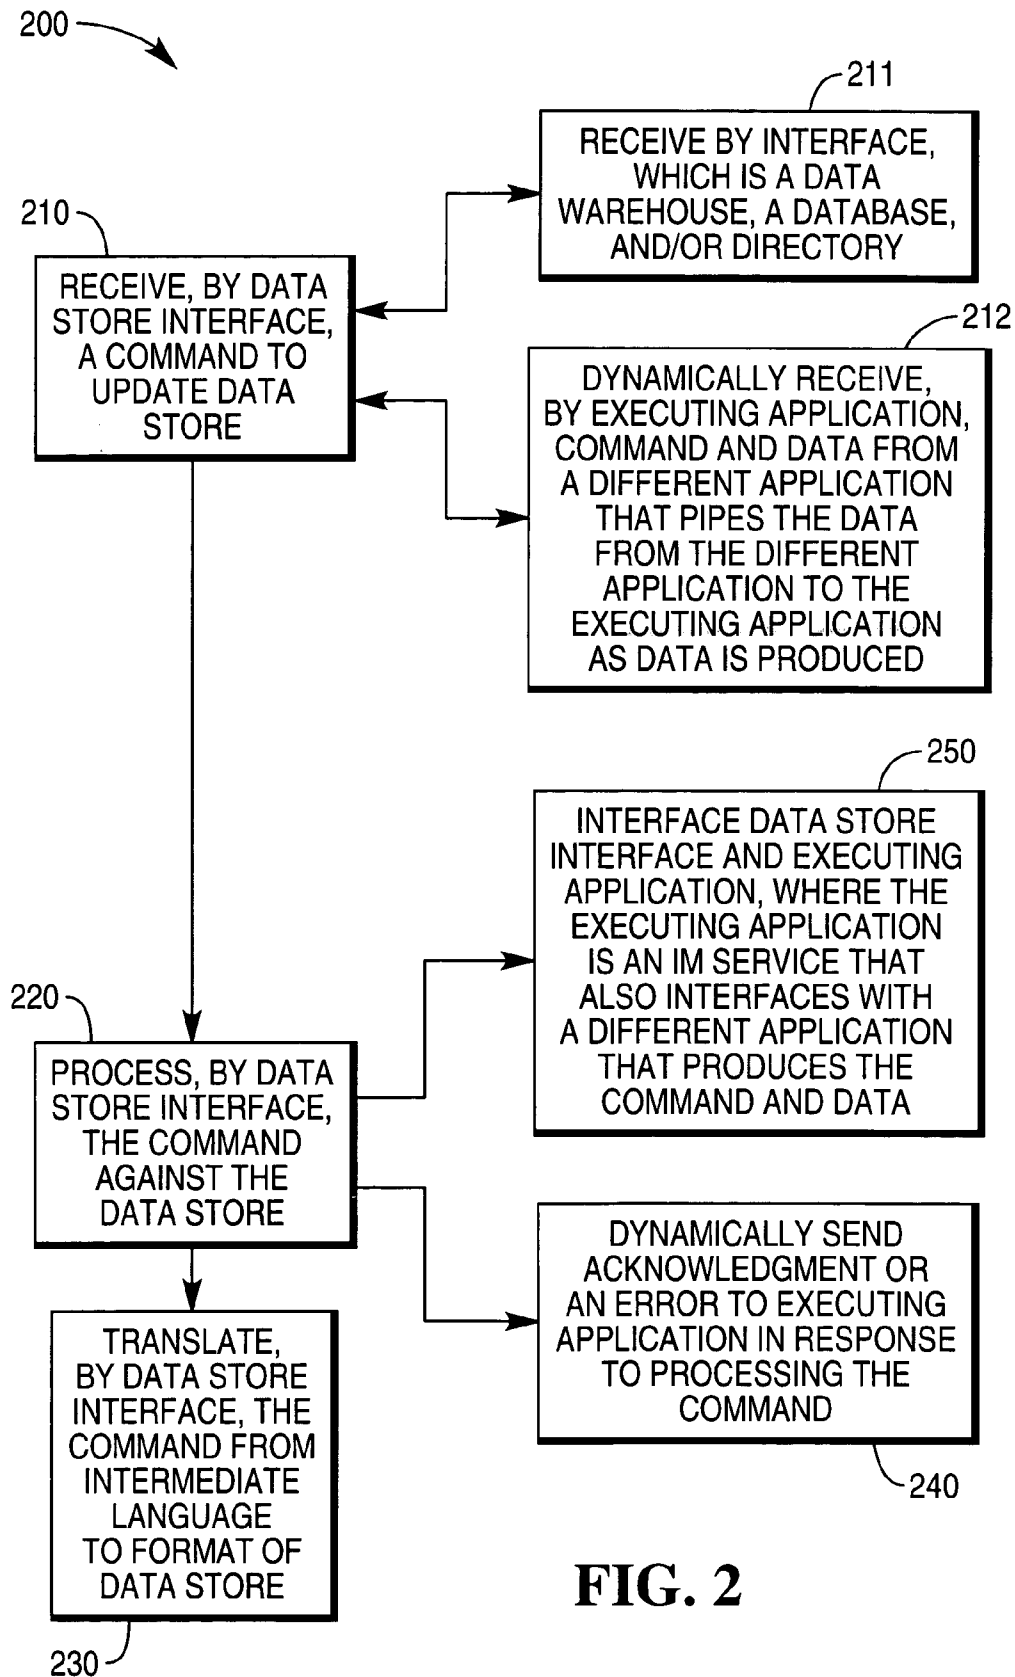 200
211
RECEIVE BY INTERFACE,
WHICH IS A DATA
WAREHOUSE, A DATABASE,
AND/OR DIRECTORY
210
RECEIVE, BY DATA
STORE INTERFACE,
A COMMAND TO
UPDATE DATA
STORE
212
DYNAMICALLY RECEIVE,
BY EXECUTING APPLICATION,
COMMAND AND DATA FROM
A DIFFERENT APPLICATION
THAT PIPES THE DATA
FROM THE DIFFERENT
APPLICATION TO THE
EXECUTING APPLICATION
AS DATA IS PRODUCED
250
INTERFACE DATA STORE
INTERFACE AND EXECUTING
APPLICATION, WHERE THE
EXECUTING APPLICATION
IS AN IM SERVICE THAT
ALSO INTERFACES WITH
A DIFFERENT APPLICATION
THAT PRODUCES THE
COMMAND AND DATA
220
PROCESS, BY DATA
STORE INTERFACE,
THE COMMAND
AGAINST THE
DATA STORE
DYNAMICALLY SEND
ACKNOWLEDGMENT OR
AN ERROR TO EXECUTING
APPLICATION IN RESPONSE
TO PROCESSING THE
COMMAND
240
TRANSLATE,
BY DATA STORE
INTERFACE, THE
COMMAND FROM
INTERMEDIATE
LANGUAGE
TO FORMAT OF
DATA STORE
230
FIG. 2